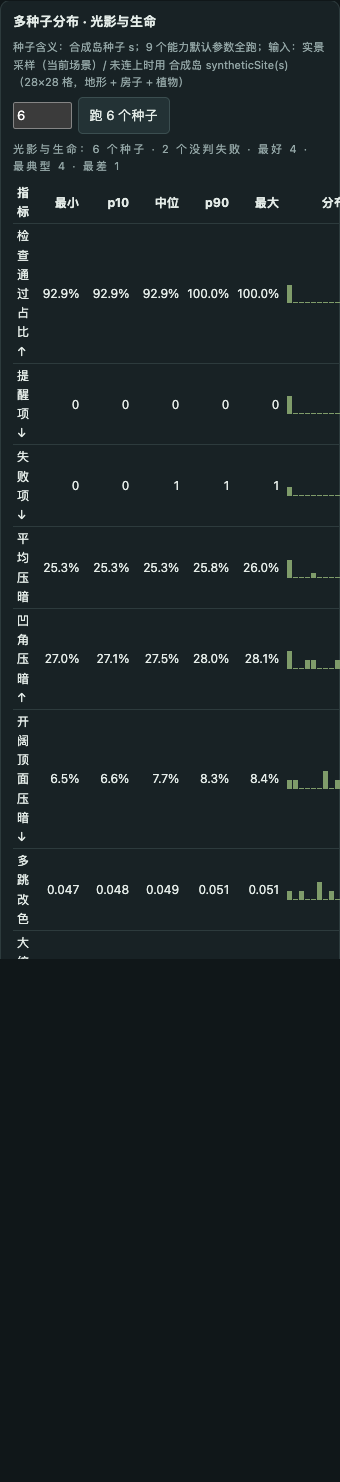 多种子分布 · 光影与生命
种子含义：合成岛种子 s；9 个能力默认参数全跑；输入：实景
采样（当前场景）/ 未连上时用 合成岛 syntheticSite(s)
（28×28 格，地形 + 房子 + 植物）
6 跑 6 个种子
光影与生命：6 个种子 · 2 个没判失败 · 最好 4 ·
最典型 4 · 最差 1
指标 最小 p10 中位 p90 最大 分布
检查通过占比 ↑ 92.9% 92.9% 92.9% 100.0% 100.0%
提醒项 ↓ 0 0 0 0 0
失败项 ↓ 0 0 1 1 1
平均压暗 25.3% 25.3% 25.3% 25.8% 26.0%
凹角压暗 ↑ 27.0% 27.1% 27.5% 28.0% 28.1%
开阔顶面压暗 ↓ 6.5% 6.6% 7.7% 8.3% 8.4%
多跳改色 0.047 0.048 0.049 0.051 0.051
大